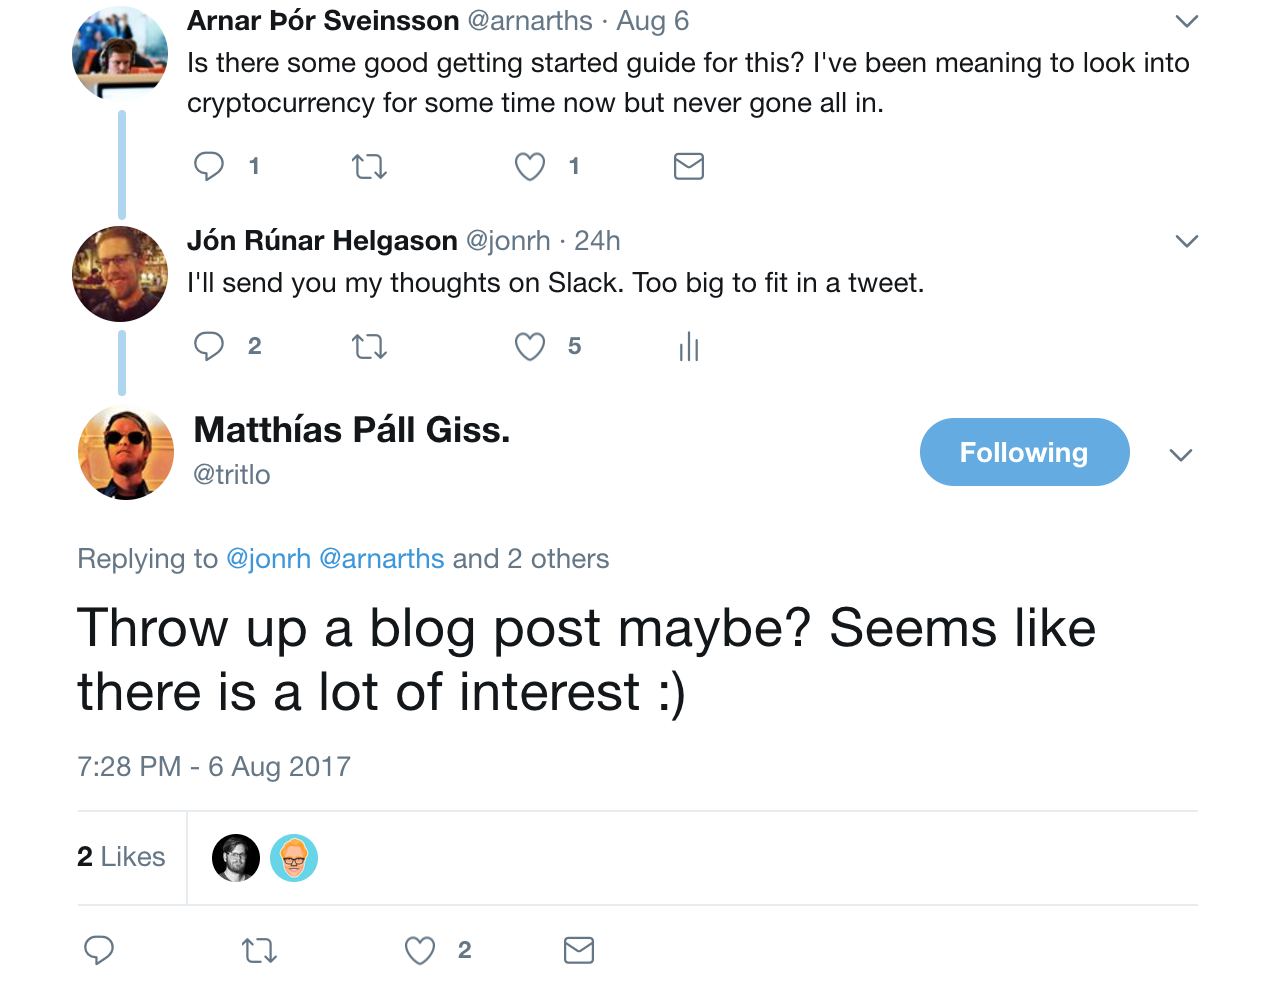 Arnar Þór Sveinsson @arnarths · Aug 6
Is there some good getting started guide for this? I've been meaning to look into
cryptocurrency for some time now but never gone all in.
1 1
Jón Rúnar Helgason @jonrh · 24h
I'll send you my thoughts on Slack. Too big to fit in a tweet.
2 5
Matthías Páll Giss.
@tritlo
Following
Replying to @jonrh @arnarths and 2 others
Throw up a blog post maybe? Seems like
there is a lot of interest :)
7:28 PM - 6 Aug 2017
2 Likes
2